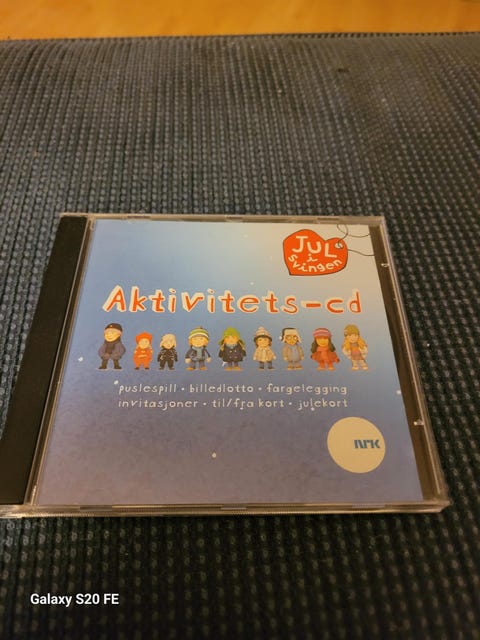 JUL
i
svingen
Aktivitets-cd
puslespill • billedlotto • fargelegging
invitasjoner • til/fra kort • julekort
NRK
Galaxy S20 FE